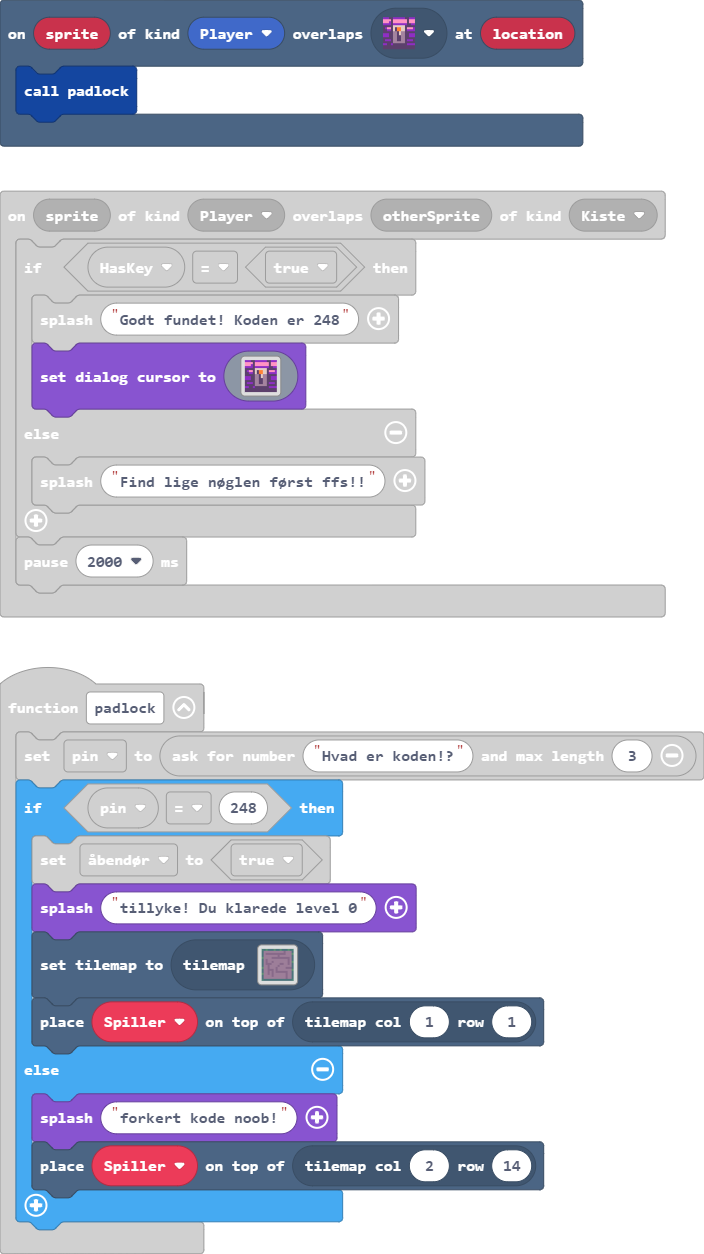 on sprite of kind Player overlaps at location
call padlock
on sprite of kind Player overlaps otherSprite of kind Kiste
if HasKey = true then
splash "Godt fundet! Koden er 248"
set dialog cursor to
else
splash "Find lige nøglen først ffs!!"
pause 2000 ms
function padlock
set pin to ask for number "Hvad er koden!?" and max length 3
if pin = 248 then
set åbendør to true
splash "tillyke! Du klarede level 0"
set tilemap to tilemap
place Spiller on top of tilemap col 1 row 1
else
splash "forkert kode noob!"
place Spiller on top of tilemap col 2 row 14